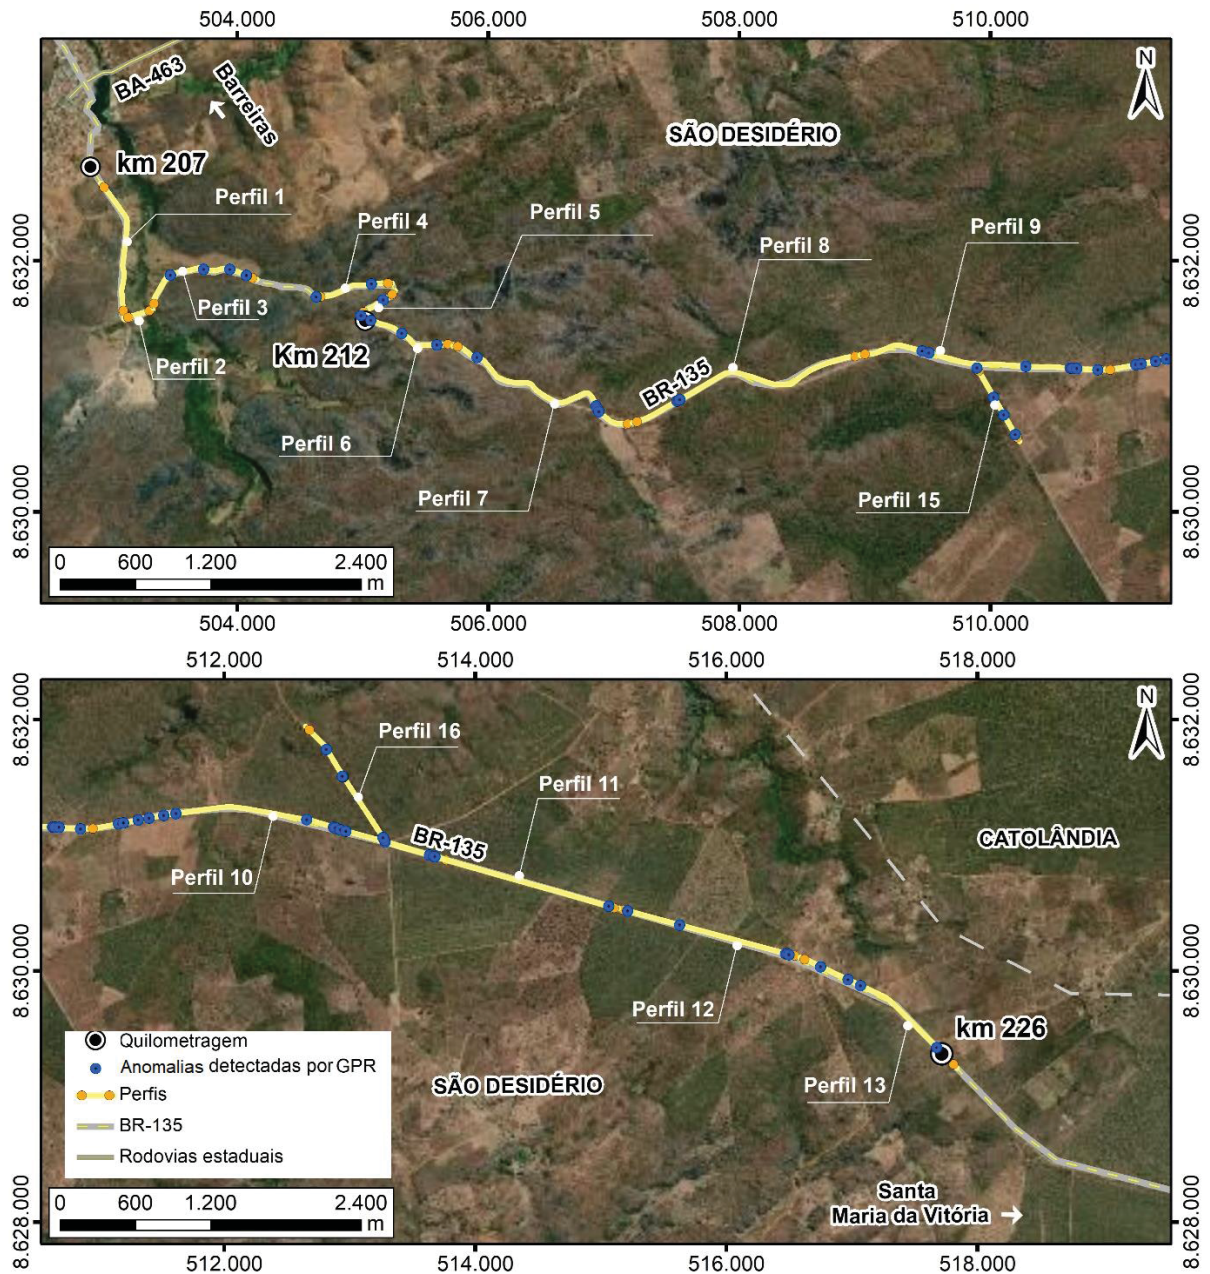 504.000
506.000
508.000
510.000
N
BA-463
Barreiras
SÃO DESIDÉRIO
km 207
Perfil 1
Perfil 4
Perfil 5
Perfil 8
Perfil 9
8.632.000
8.632.000
Perfil 3
Km 212
Perfil 2
BR-135
Perfil 6
Perfil 7
Perfil 15
8.630.000
8.630.000
0
600
1.200
2.400
m
504.000
506.000
508.000
510.000
512.000
514.000
516.000
518.000
N
8.632.000
8.632.000
Perfil 16
Perfil 11
BR-135
CATOLÂNDIA
Perfil 10
8.630.000
8.630.000
Perfil 12
km 226
Quilometragem
Anomalias detectadas por GPR
Perfis
BR-135
Rodovias estaduais
SÃO DESIDÉRIO
Perfil 13
Santa
Maria da Vitória
8.628.000
8.628.000
0
600
1.200
2.400
m
512.000
514.000
516.000
518.000